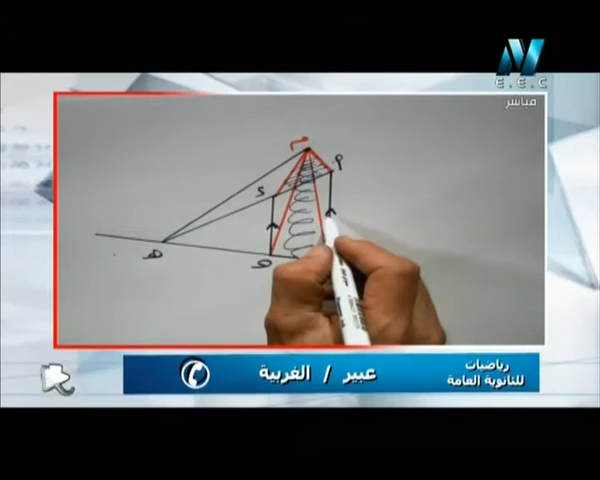 E.E.C
مباشر
م
عبير / الغربية
رياضيات
للثانوية العامة